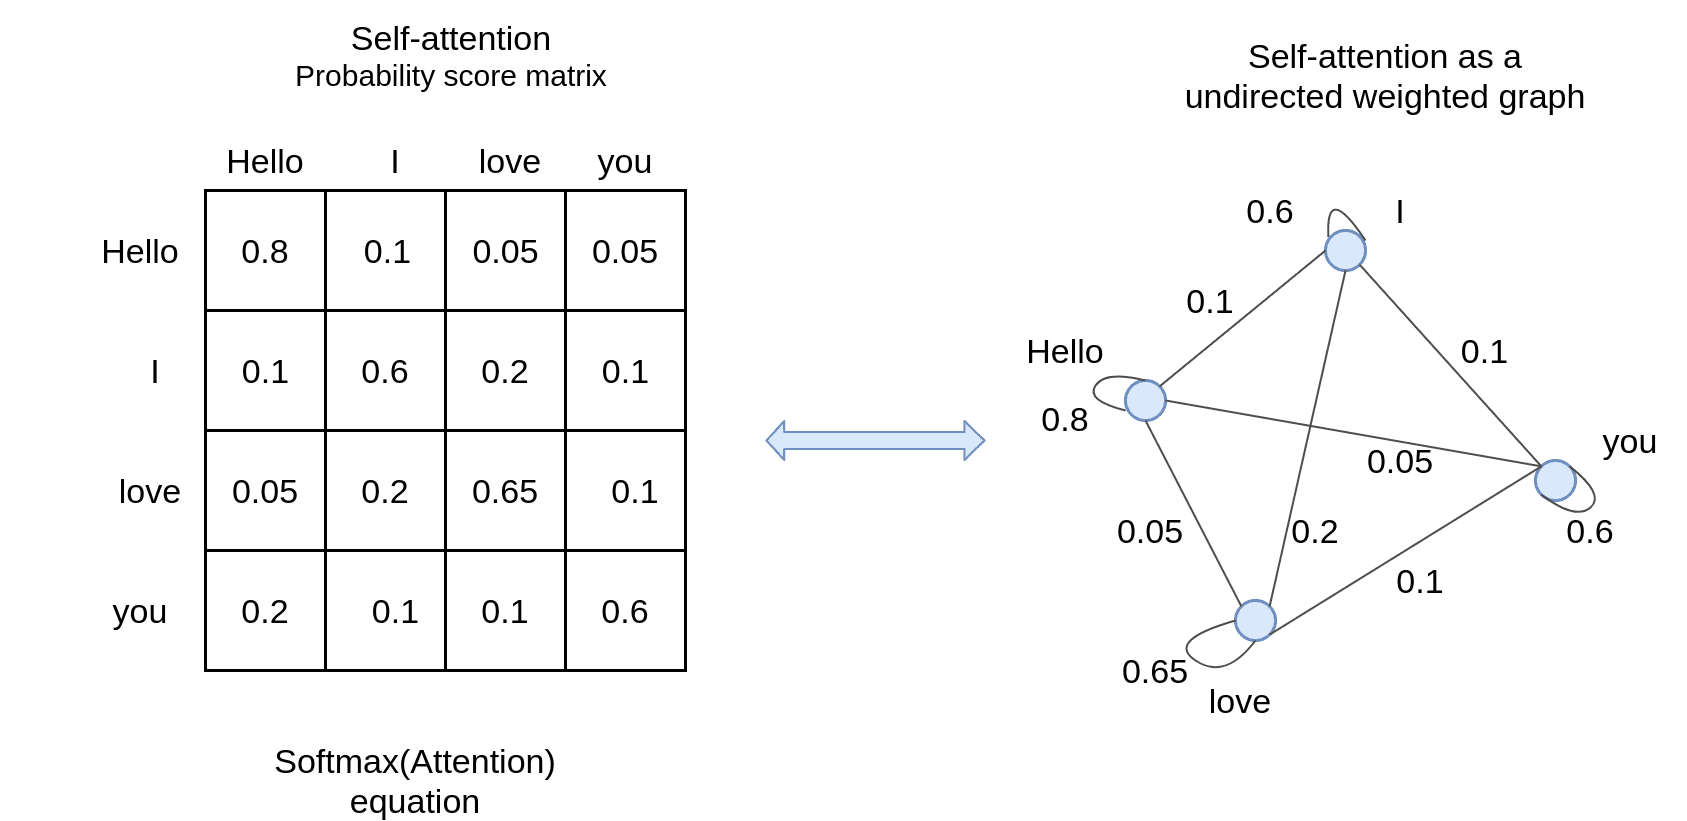 Self-attention
Probability score matrix
Hello I love you
Hello 0.8 0.1 0.05 0.05
I 0.1 0.6 0.2 0.1
love 0.05 0.2 0.65 0.1
you 0.2 0.1 0.1 0.6
Softmax(Attention)
equation
Self-attention as a
undirected weighted graph
0.6 I
0.1
Hello 0.1
0.8
you
0.05
0.05 0.2 0.6
0.1
0.65
love